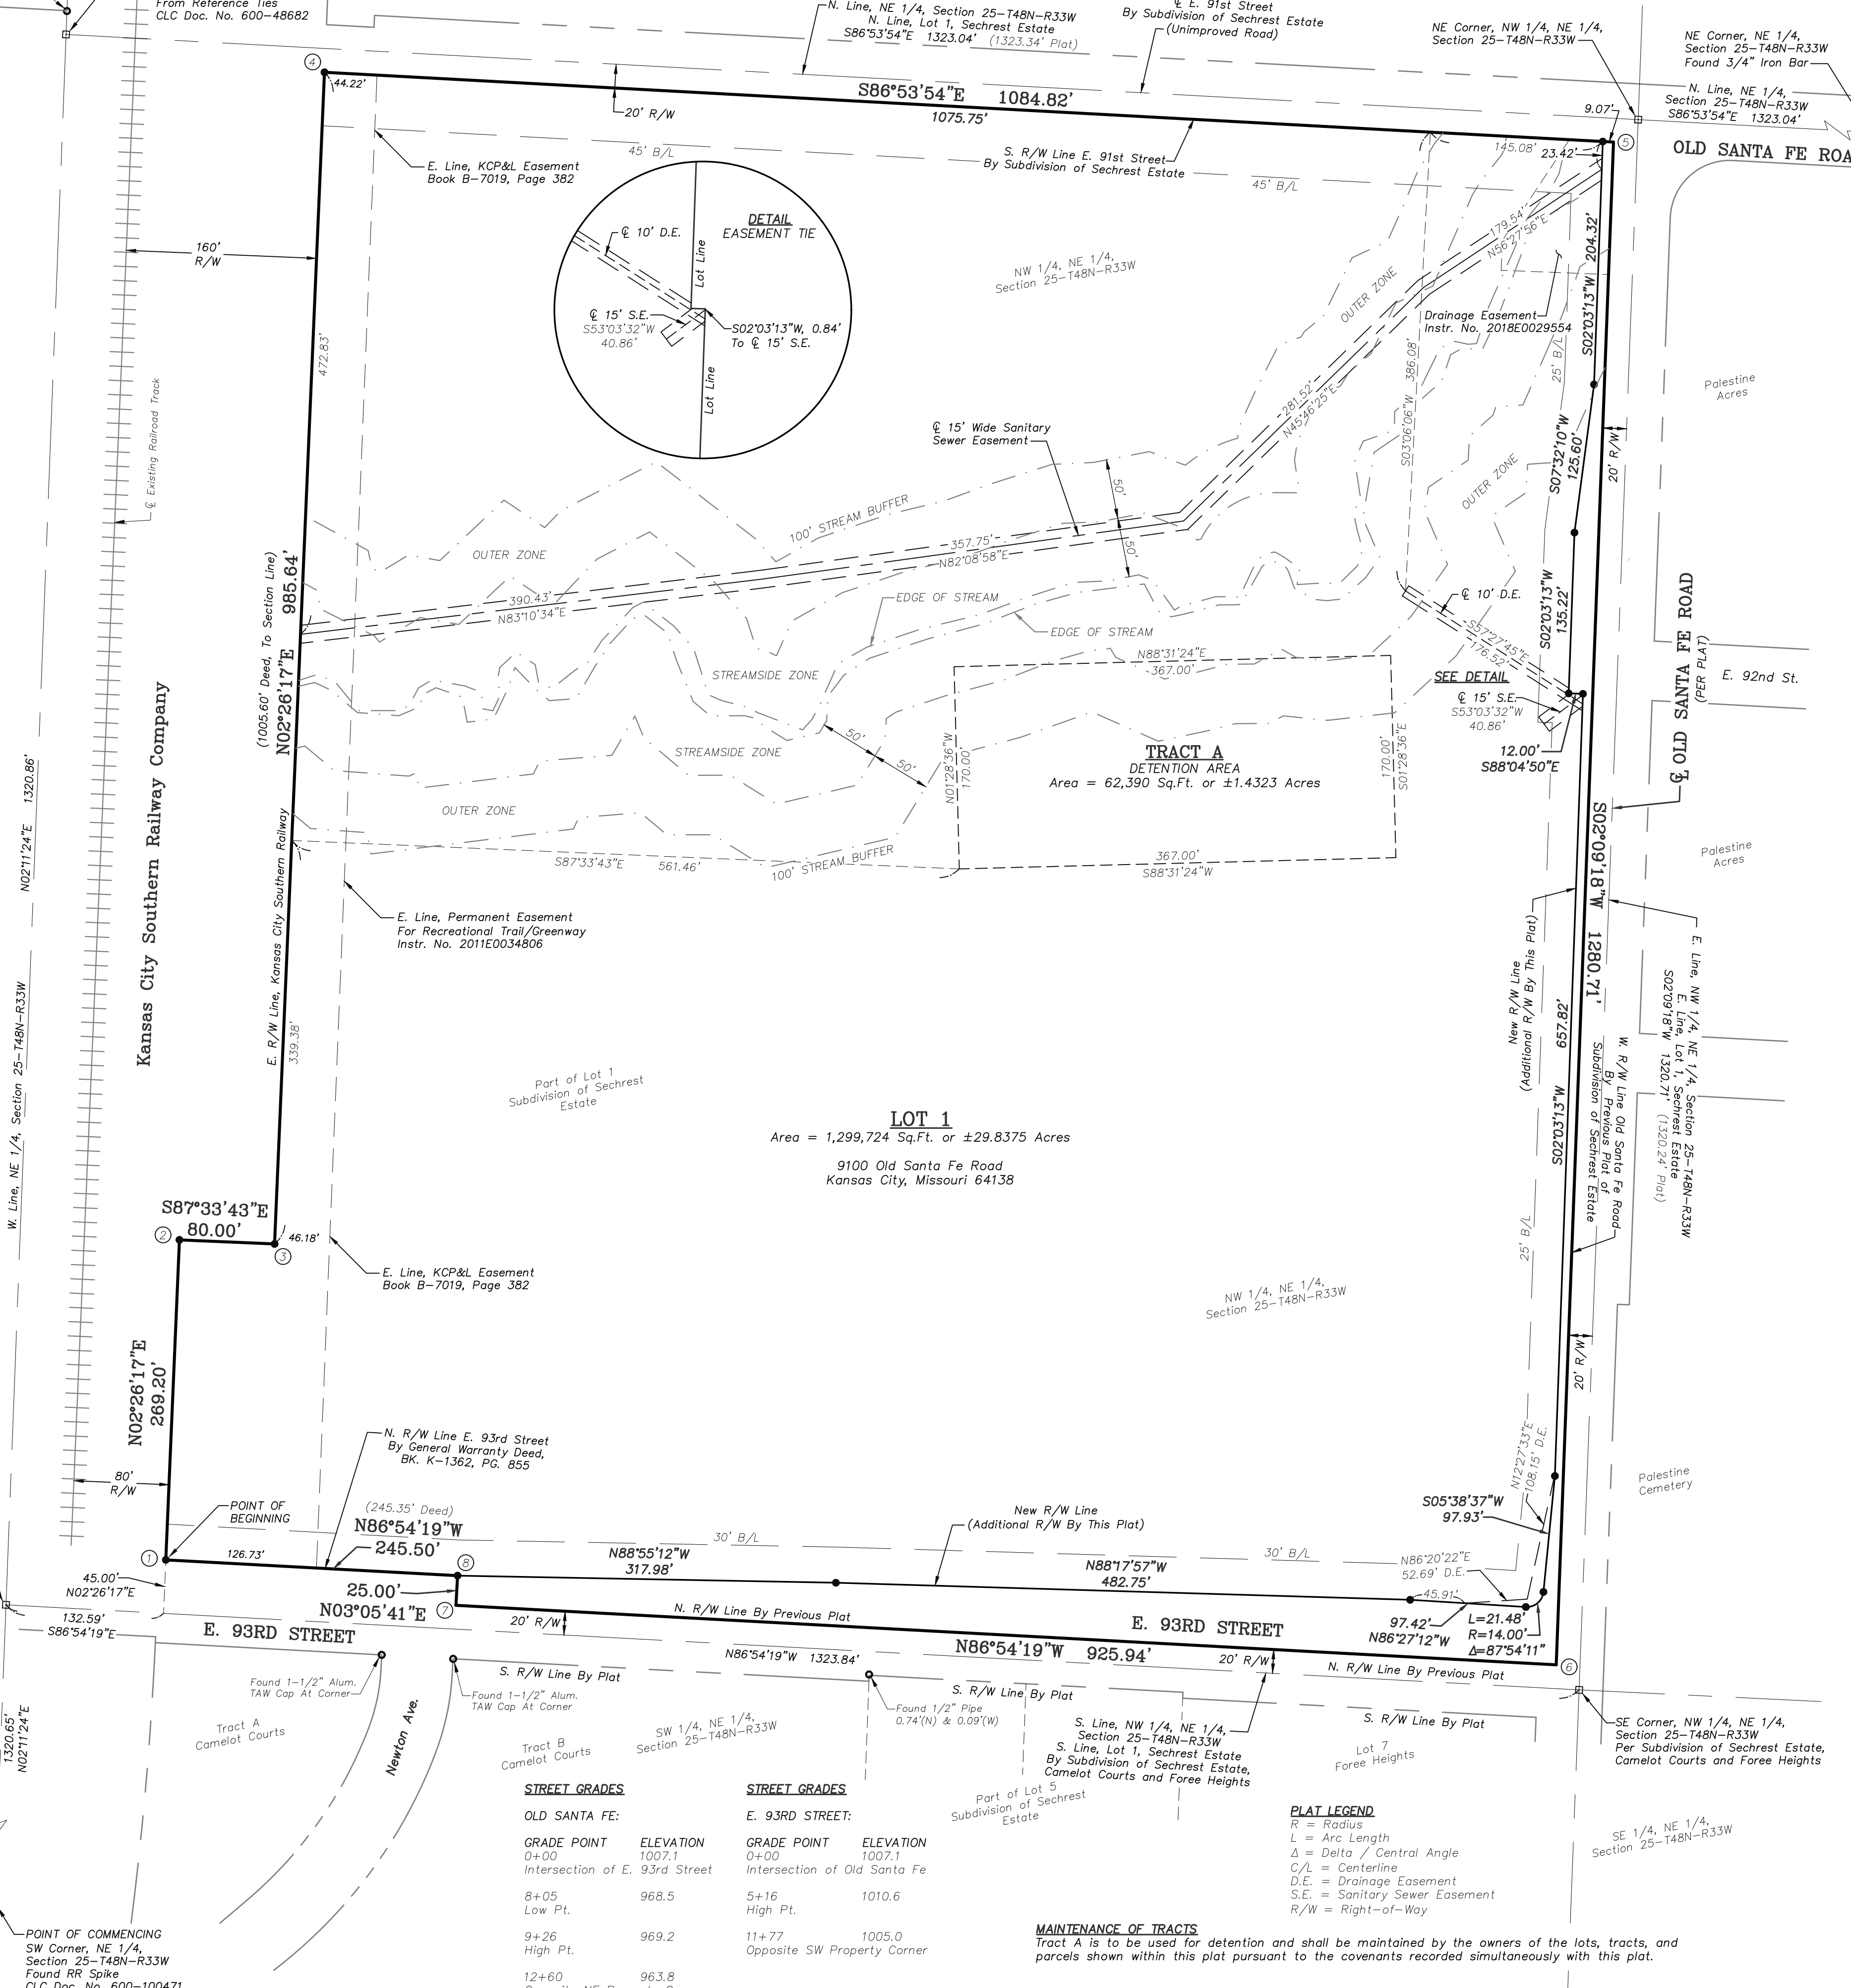 From Reference Ties
CLC Doc. No. 600-48682
N. Line, NE 1/4, Section 25-T48N-R33W
N. Line, Lot 1, Sechrest Estate
S86°53'54"E 1323.04' (1323.34' Plat)
℄ E. 91st Street
By Subdivision of Sechrest Estate
(Unimproved Road)
NE Corner, NW 1/4, NE 1/4,
Section 25-T48N-R33W
NE Corner, NE 1/4,
Section 25-T48N-R33W
Found 3/4" Iron Bar
N. Line, NE 1/4,
Section 25-T48N-R33W
S86°53'54"E 1323.04'
4
44.22'
20' R/W
S86°53'54"E 1084.82'
1075.75'
9.07'
5
OLD SANTA FE ROA
45' B/L
S. R/W Line E. 91st Street
By Subdivision of Sechrest Estate
45' B/L
145.08'
23.42'
E. Line, KCP&L Easement
Book B-7019, Page 382
160'
R/W
DETAIL
EASEMENT TIE
℄ 10' D.E.
Lot Line
℄ 15' S.E.
S53°03'32"W
40.86'
S02°03'13"W, 0.84'
To ℄ 15' S.E.
Lot Line
NW 1/4, NE 1/4,
Section 25-T48N-R33W
OUTER ZONE
179.54'
N56°27'56"E
S02°03'13"W 204.32'
Drainage Easement
Instr. No. 2018E0029554
25' B/L
Palestine
Acres
472.83'
℄ Existing Railroad Track
281.52'
N45°46'25"E
S03°06'06"W 386.08'
℄ 15' Wide Sanitary
Sewer Easement
S07°32'10"W
125.60'
20' R/W
OUTER ZONE
50'
50'
100' STREAM BUFFER
OUTER ZONE
357.75'
N82°08'58"E
390.43'
N83°10'34"E
(1005.60' Deed, To Section Line)
N02°26'17"E 985.64'
EDGE OF STREAM
EDGE OF STREAM
℄ 10' D.E.
S57°27'45"E
176.52'
S02°03'13"W
135.22'
℄ OLD SANTA FE ROAD
(PER PLAT)
E. 92nd St.
STREAMSIDE ZONE
N88°31'24"E
367.00'
SEE DETAIL
℄ 15' S.E.
S53°03'32"W
40.86'
12.00'
S88°04'50"E
STREAMSIDE ZONE
50'
50'
N01°28'36"W
170.00'
TRACT A
DETENTION AREA
Area = 62,390 Sq.Ft. or ±1.4323 Acres
170.00'
S01°28'36"E
OUTER ZONE
367.00'
S88°31'24"W
S87°33'43"E 561.46'
100' STREAM BUFFER
N02°11'24"E 1320.86'
W. Line, NE 1/4, Section 25-T48N-R33W
Kansas City Southern Railway Company
E. R/W Line, Kansas City Southern Railway
339.38'
E. Line, Permanent Easement
For Recreational Trail/Greenway
Instr. No. 2011E0034806
New R/W Line
(Additional R/W By This Plat)
S02°09'18"W 1280.71'
Palestine
Acres
E. Line, NW 1/4, NE 1/4, Section 25-T48N-R33W
E. Line, Lot 1, Sechrest Estate
S02°09'18"W 1320.71' (1320.24' Plat)
W. R/W Line Old Santa Fe Road
By Previous Plat of
Subdivision of Sechrest Estate
657.82'
S02°03'13"W
Part of Lot 1
Subdivision of Sechrest
Estate
LOT 1
Area = 1,299,724 Sq.Ft. or ±29.8375 Acres
9100 Old Santa Fe Road
Kansas City, Missouri 64138
S87°33'43"E
80.00'
2
3
46.18'
E. Line, KCP&L Easement
Book B-7019, Page 382
25' B/L
NW 1/4, NE 1/4,
Section 25-T48N-R33W
20' R/W
N02°26'17"E
269.20'
80'
R/W
N. R/W Line E. 93rd Street
By General Warranty Deed,
BK. K-1362, PG. 855
N12°27'33"E
108.15' D.E.
Palestine
Cemetery
S05°38'37"W
97.93'
POINT OF
BEGINNING
(245.35' Deed)
N86°54'19"W
245.50'
30' B/L
New R/W Line
(Additional R/W By This Plat)
30' B/L
N86°20'22"E
52.69' D.E.
1
126.73'
8
N88°55'12"W
317.98'
N88°17'57"W
482.75'
45.91'
45.00'
N02°26'17"E
25.00'
N03°05'41"E
7
132.59'
S86°54'19"E
E. 93RD STREET
20' R/W
N. R/W Line By Previous Plat
E. 93RD STREET
97.42'
N86°27'12"W
L=21.48'
R=14.00'
Δ=87°54'11"
N86°54'19"W 1323.84'
N86°54'19"W 925.94'
20' R/W
N. R/W Line By Previous Plat
6
S. R/W Line By Plat
S. R/W Line By Plat
S. R/W Line By Plat
Found 1-1/2" Alum.
TAW Cap At Corner
Found 1-1/2" Alum.
TAW Cap At Corner
Found 1/2" Pipe
0.74'(N) & 0.09'(W)
1320.65'
N02°11'24"E
Tract A
Camelot Courts
Newton Ave.
Tract B
Camelot Courts
SW 1/4, NE 1/4,
Section 25-T48N-R33W
S. Line, NW 1/4, NE 1/4,
Section 25-T48N-R33W
S. Line, Lot 1, Sechrest Estate
By Subdivision of Sechrest Estate,
Camelot Courts and Foree Heights
Lot 7
Foree Heights
SE Corner, NW 1/4, NE 1/4,
Section 25-T48N-R33W
Per Subdivision of Sechrest Estate,
Camelot Courts and Foree Heights
Part of Lot 5
Subdivision of Sechrest
Estate
SE 1/4, NE 1/4,
Section 25-T48N-R33W
STREET GRADES
OLD SANTA FE:
GRADE POINT ELEVATION
0+00 1007.1
Intersection of E. 93rd Street
8+05 968.5
Low Pt.
9+26 969.2
High Pt.
12+60 963.8
STREET GRADES
E. 93RD STREET:
GRADE POINT ELEVATION
0+00 1007.1
Intersection of Old Santa Fe
5+16 1010.6
High Pt.
11+77 1005.0
Opposite SW Property Corner
PLAT LEGEND
R = Radius
L = Arc Length
Δ = Delta / Central Angle
C/L = Centerline
D.E. = Drainage Easement
S.E. = Sanitary Sewer Easement
R/W = Right-of-Way
MAINTENANCE OF TRACTS
Tract A is to be used for detention and shall be maintained by the owners of the lots, tracts, and
parcels shown within this plat pursuant to the covenants recorded simultaneously with this plat.
POINT OF COMMENCING
SW Corner, NE 1/4,
Section 25-T48N-R33W
Found RR Spike
CLC Doc. No. 600-100471